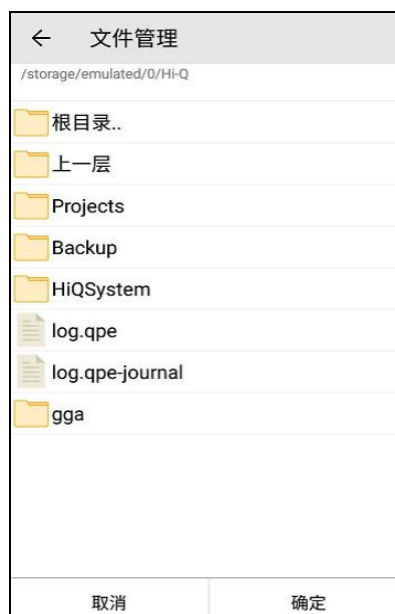 文件管理
/storage/emulated/0/Hi-Q
根目录..
上一层
Projects
Backup
HiQSystem
log.qpe
log.qpe-journal
gga
取消 确定